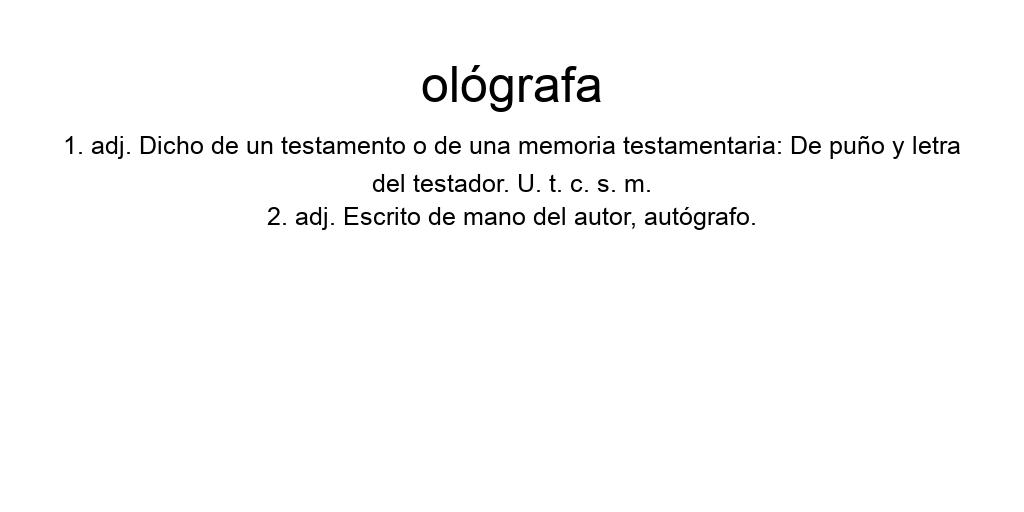 ológrafa
1. adj. Dicho de un testamento o de una memoria testamentaria: De puño y letra
del testador. U. t. c. s. m.
2. adj. Escrito de mano del autor, autógrafo.